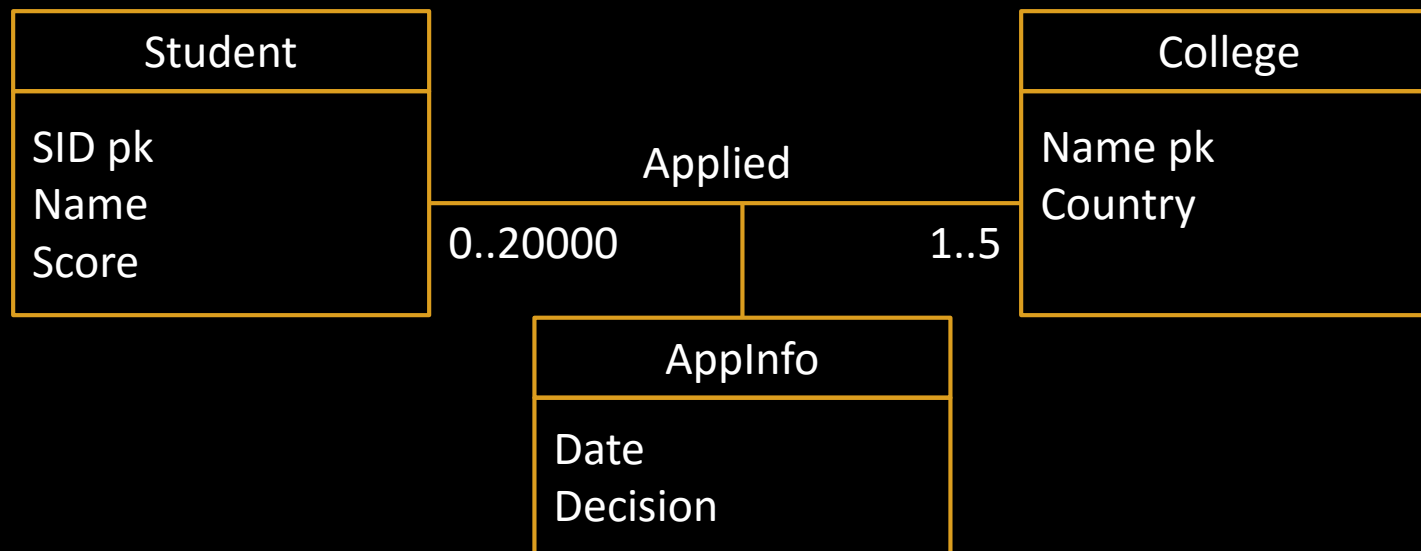 Student
SID pk
Name
Score
Applied
0..20000
1..5
College
Name pk
Country
AppInfo
Date
Decision